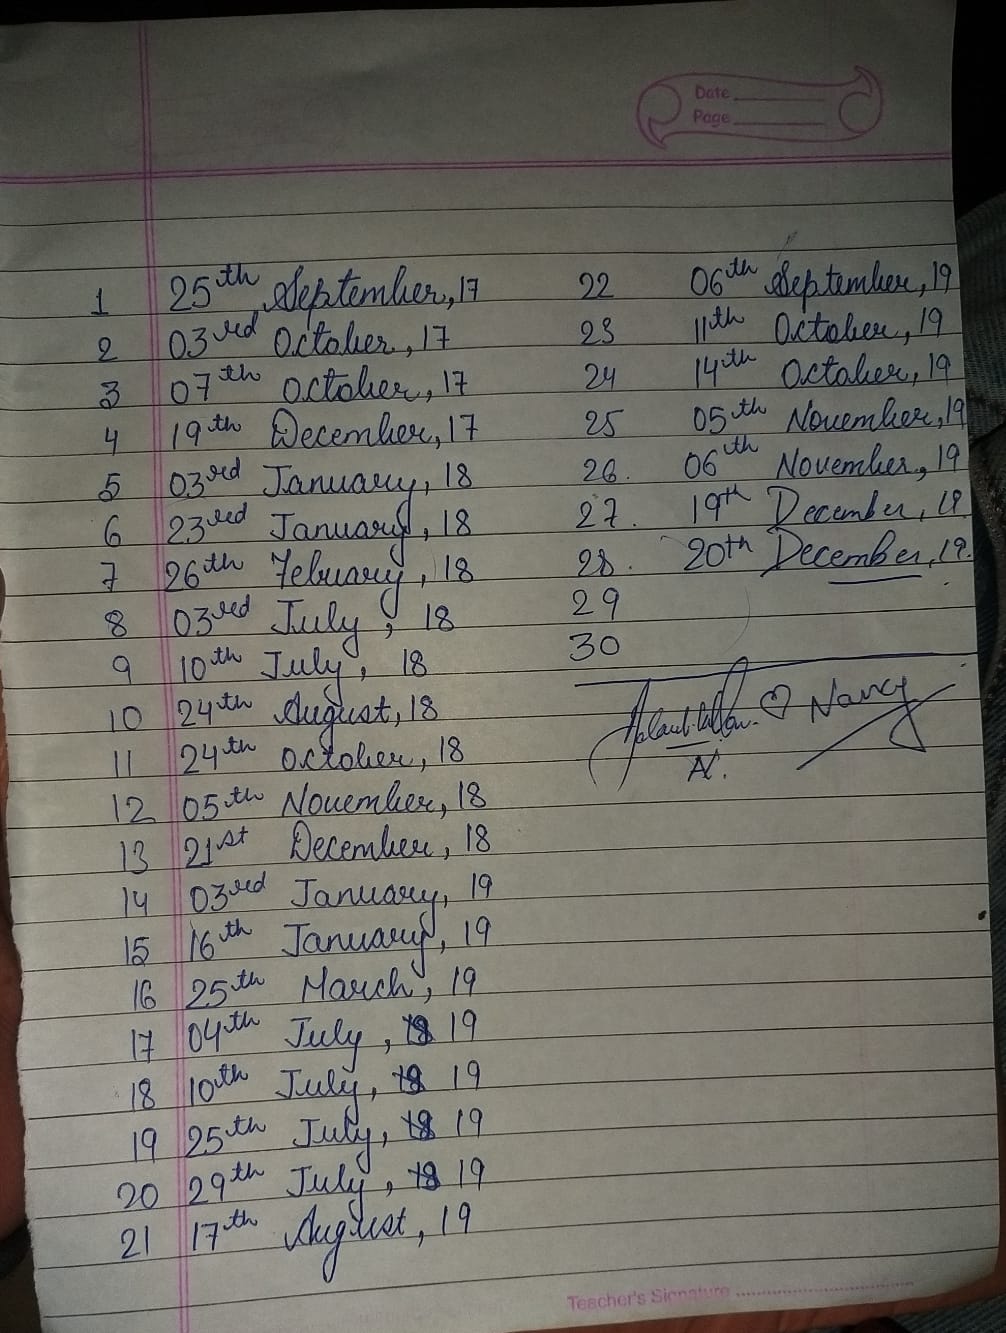 Date
Page
1 25th September, 17
2 03rd October, 17
3 07th October, 17
4 19th December, 17
5 03rd January, 18
6 23rd January, 18
7 26th Febuary, 18
8 03rd July, 18
9 10th July, 18
10 24th August, 18
11 24th October, 18
12 05th November, 18
13 21st December, 18
14 03rd January, 19
15 16th January, 19
16 25th March, 19
17 04th July, 18 19
18 10th July, 18 19
19 25th July, 18 19
20 29th July, 18 19
21 17th August, 19
22 06th September, 19
23 11th October, 19
24 14th October, 19
25 05th November, 19
26. 06th November, 19
27. 19th December, 19
28. 20th December, 19.
29
30
♡ Nancy
Teacher's Signature